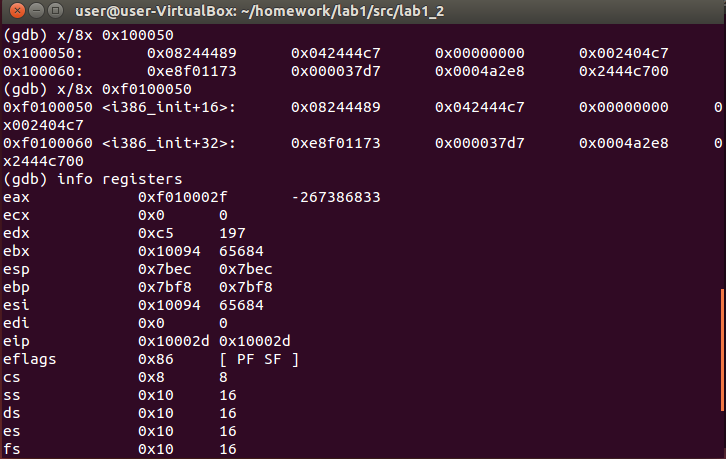 user@user-VirtualBox: ~/homework/lab1/src/lab1_2
(gdb) x/8x 0x100050
0x100050: 0x08244489 0x042444c7 0x00000000 0x002404c7
0x100060: 0xe8f01173 0x000037d7 0x0004a2e8 0x2444c700
(gdb) x/8x 0xf0100050
0xf0100050 <i386_init+16>: 0x08244489 0x042444c7 0x00000000 0
x002404c7
0xf0100060 <i386_init+32>: 0xe8f01173 0x000037d7 0x0004a2e8 0
x2444c700
(gdb) info registers
eax 0xf010002f -267386833
ecx 0x0 0
edx 0xc5 197
ebx 0x10094 65684
esp 0x7bec 0x7bec
ebp 0x7bf8 0x7bf8
esi 0x10094 65684
edi 0x0 0
eip 0x10002d 0x10002d
eflags 0x86 [ PF SF ]
cs 0x8 8
ss 0x10 16
ds 0x10 16
es 0x10 16
fs 0x10 16